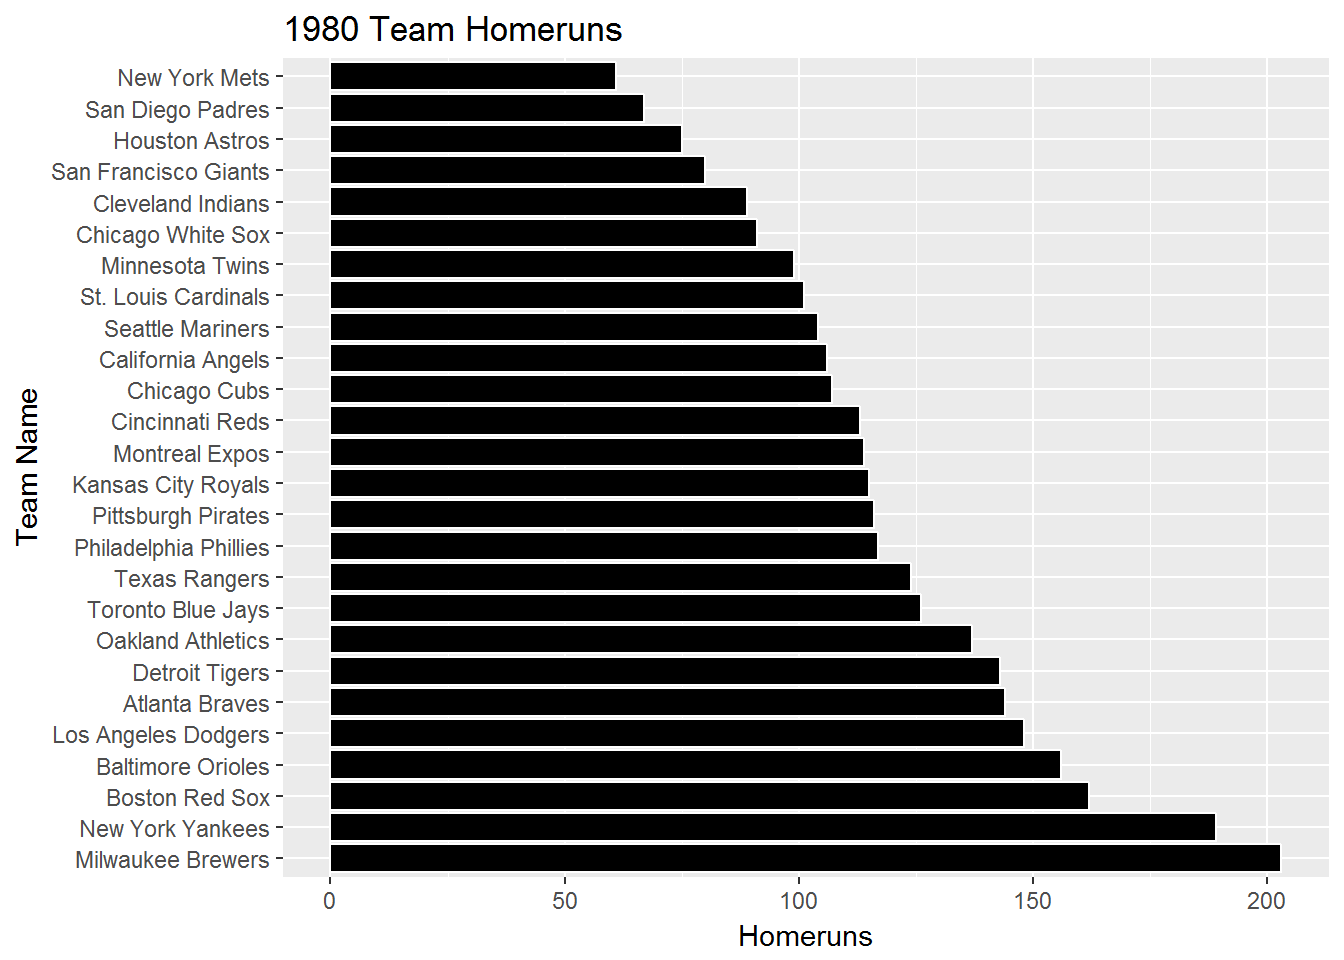 1980 Team Homeruns
New York Mets
San Diego Padres
Houston Astros
San Francisco Giants
Cleveland Indians
Chicago White Sox
Minnesota Twins
St. Louis Cardinals
Seattle Mariners
California Angels
Chicago Cubs
Cincinnati Reds
Montreal Expos
Kansas City Royals
Pittsburgh Pirates
Philadelphia Phillies
Texas Rangers
Toronto Blue Jays
Oakland Athletics
Detroit Tigers
Atlanta Braves
Los Angeles Dodgers
Baltimore Orioles
Boston Red Sox
New York Yankees
Milwaukee Brewers
Team Name
0 50 100 150 200
Homeruns